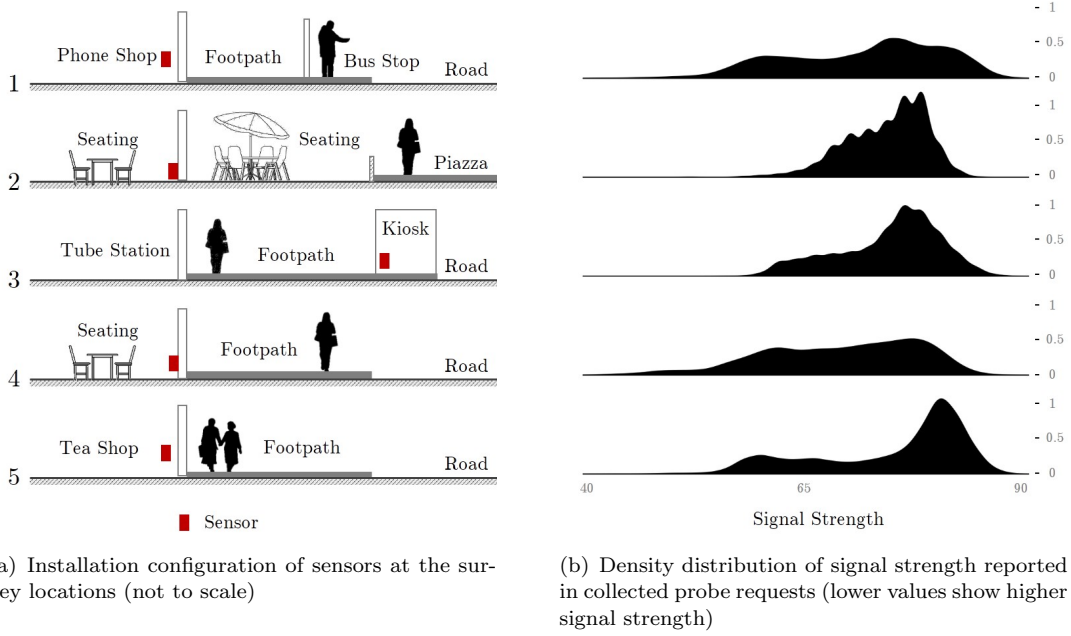 Phone Shop
Footpath
Bus Stop
Road
1
Seating
Seating
Piazza
2
Tube Station
Footpath
Kiosk
Road
3
Seating
Footpath
Road
4
Tea Shop
Footpath
Road
5
Sensor
1
0.5
0
1
0.5
0
1
0.5
0
1
0.5
0
1
0.5
0
40
65
90
Signal Strength
a) Installation configuration of sensors at the sur-
ey locations (not to scale)
(b) Density distribution of signal strength reported
in collected probe requests (lower values show higher
signal strength)